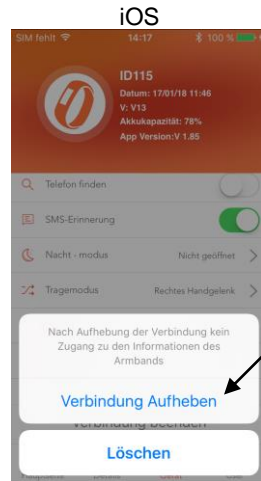 iOS
SIM fehlt 14:17 100 %
ID115
Datum: 17/01/18 11:46
V: V13
Akkukapazität: 78%
App Version:V 1.85
Telefon finden
SMS-Erinnerung
Nacht - modus Nicht geöffnet
Tragemodus Rechtes Handgelenk
Nach Aufhebung der Verbindung kein
Zugang zu den Informationen des
Armbands
Verbindung Aufheben
Verbindung beenden
Löschen